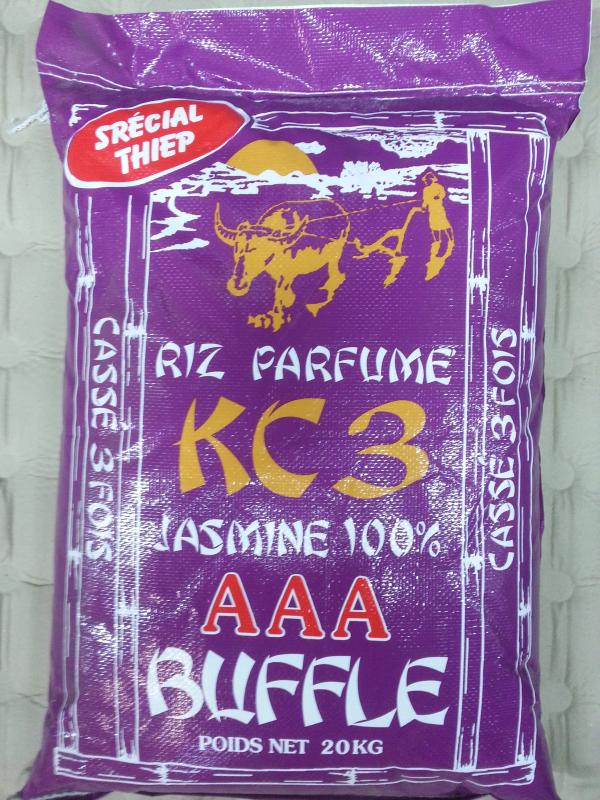 SRÉCIAL
THIEP
RIZ PARFUME
KC3
JASMINE 100%
AAA
BUFFLE
POIDS NET 20KG
CASSÉ 3 FOIS
CASSÉ 3 FOIS